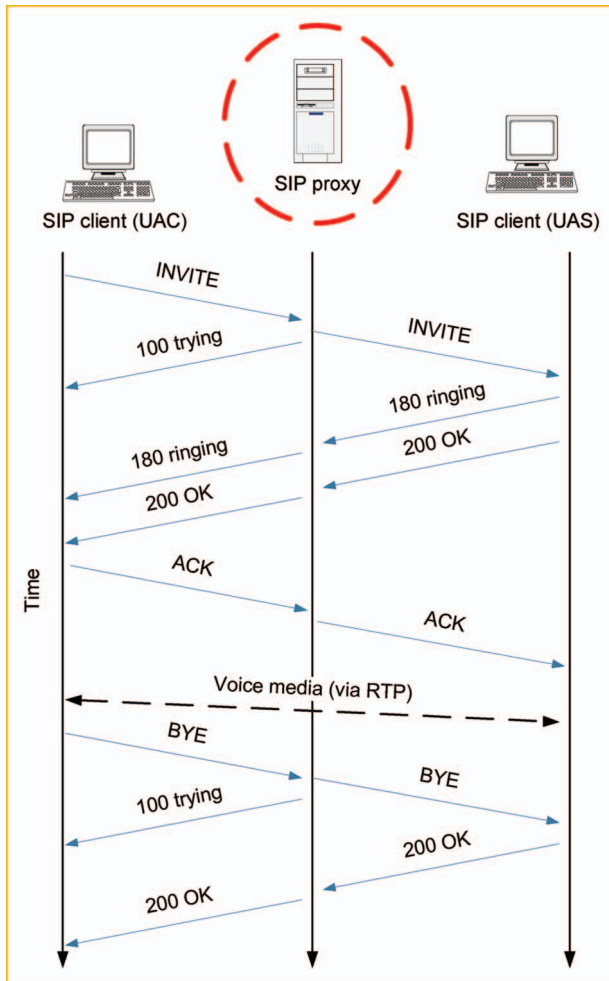 SIP proxy
SIP client (UAC)
SIP client (UAS)
INVITE
INVITE
100 trying
180 ringing
180 ringing
200 OK
200 OK
ACK
ACK
Time
Voice media (via RTP)
BYE
BYE
100 trying
200 OK
200 OK